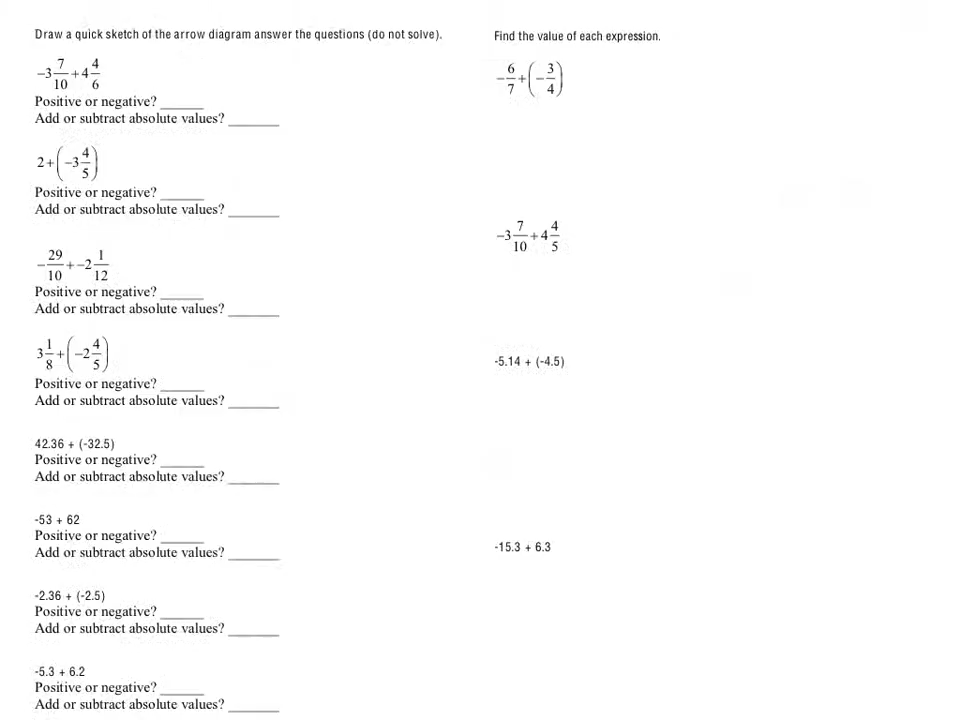 Draw a quick sketch of the arrow diagram answer the questions (do not solve).
-3 7/10 + 4 4/6
Positive or negative? ______
Add or subtract absolute values? _______
2 + (-3 4/5)
Positive or negative? ______
Add or subtract absolute values? _______
-29/10 + -2 1/12
Positive or negative? ______
Add or subtract absolute values? _______
3 1/8 + (-2 4/5)
Positive or negative? ______
Add or subtract absolute values? _______
42.36 + (-32.5)
Positive or negative? ______
Add or subtract absolute values? _______
-53 + 62
Positive or negative? ______
Add or subtract absolute values? _______
-2.36 + (-2.5)
Positive or negative? ______
Add or subtract absolute values? _______
-5.3 + 6.2
Positive or negative? ______
Add or subtract absolute values? _______
Find the value of each expression.
-6/7 + (-3/4)
-3 7/10 + 4 4/5
-5.14 + (-4.5)
-15.3 + 6.3